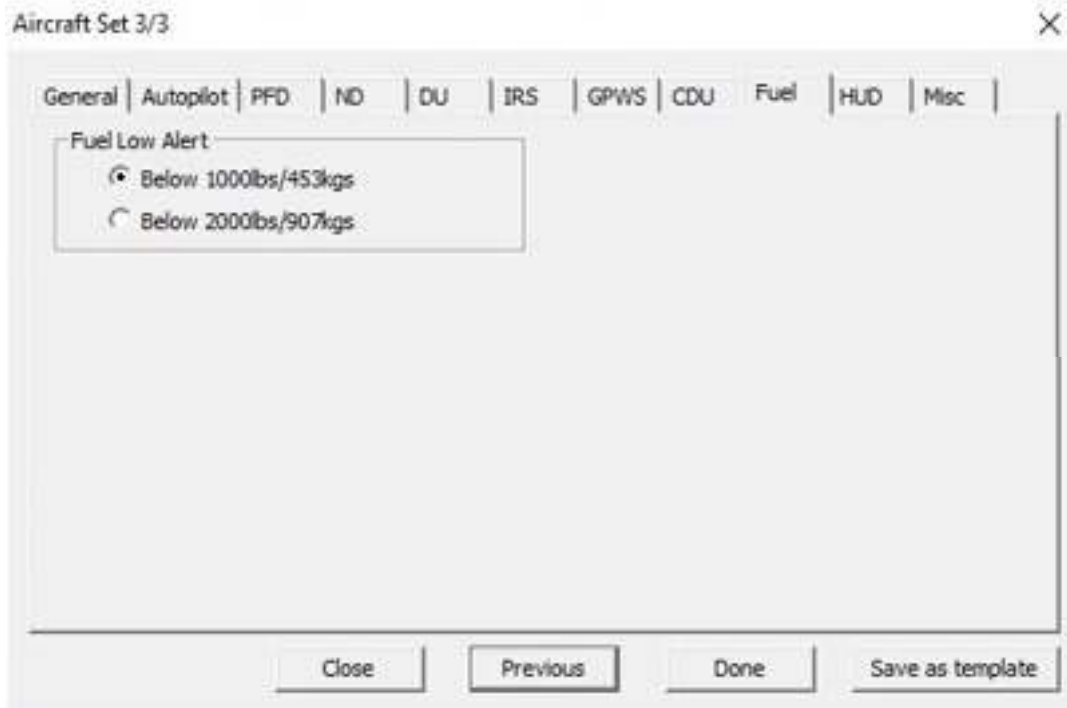 Aircraft Set 3/3
General Autopilot PFD ND DU IRS GPWS CDU Fuel HUD Misc
Fuel Low Alert
Below 1000lbs/453kgs
Below 2000lbs/907kgs
Close Previous Done Save as template